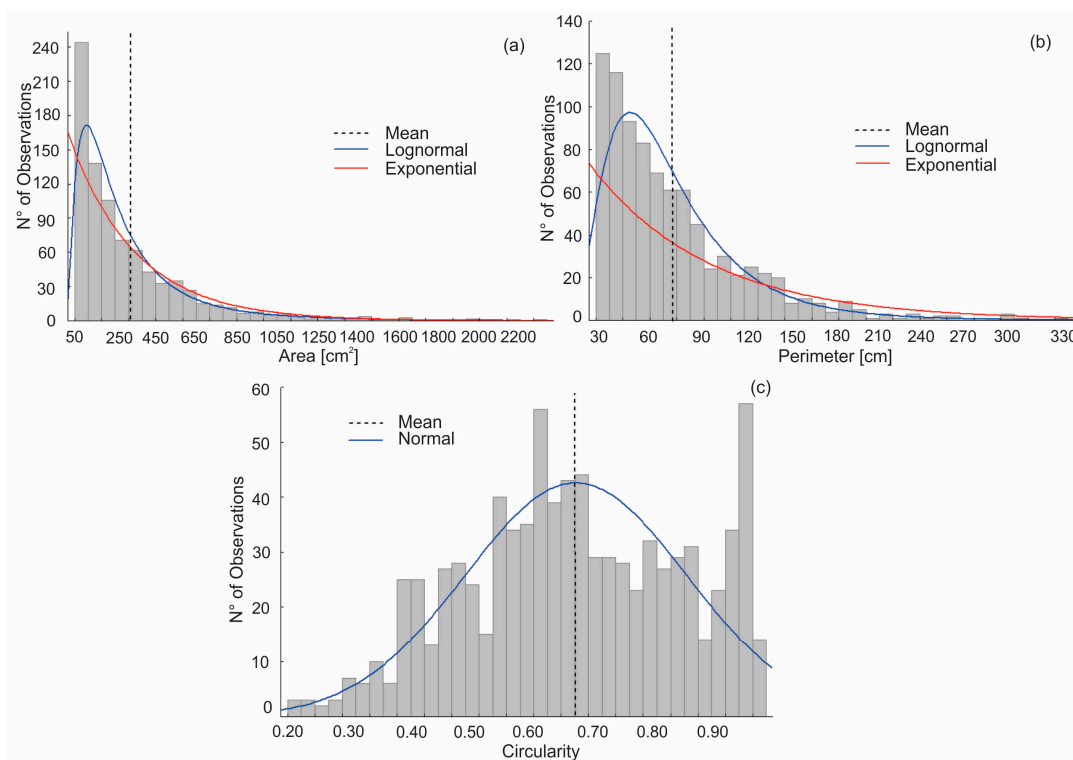 (a)
N° of Observations
240
210
180
150
120
90
60
30
0
Mean
Lognormal
Exponential
50 250 450 650 850 1050 1250 1400 1600 1800 2000 2200
Area [cm²]
(b)
N° of Observations
140
120
100
80
60
40
20
0
Mean
Lognormal
Exponential
30 60 90 120 150 180 210 240 270 300 330
Perimeter [cm]
(c)
N° of Observations
60
50
40
30
20
10
0
Mean
Normal
0.20 0.30 0.40 0.50 0.60 0.70 0.80 0.90
Circularity